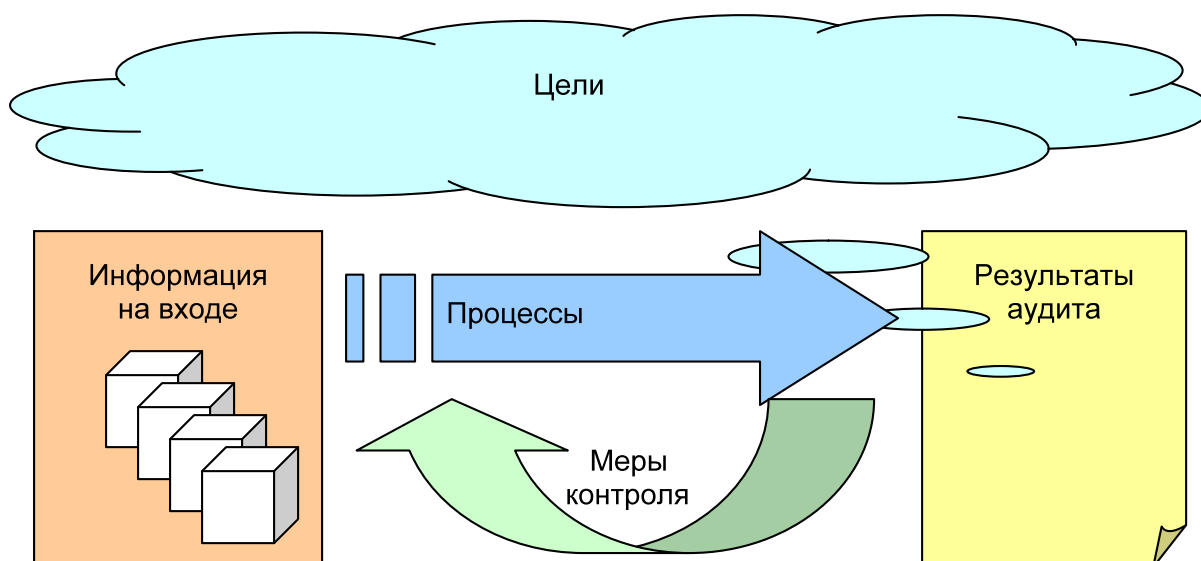 Цели
Информация
на входе
Процессы
Результаты
аудита
Меры
контроля